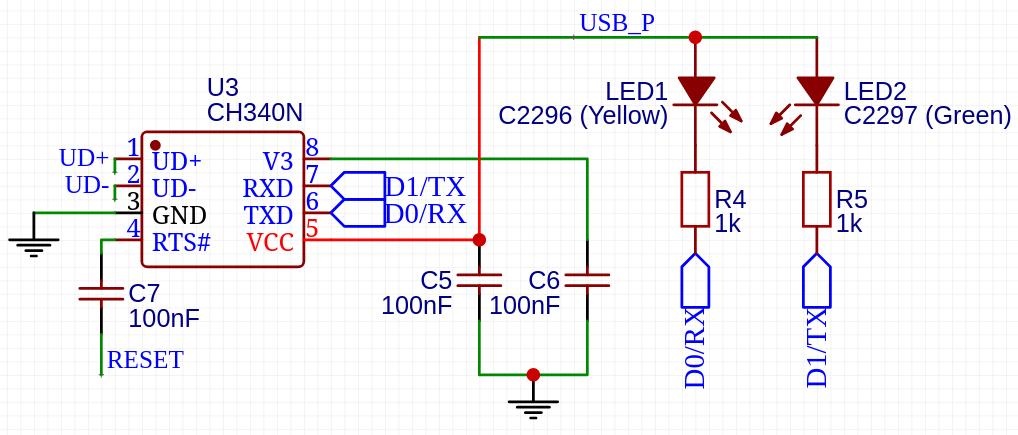 USB_P
U3
CH340N
LED1
C2296 (Yellow)
LED2
C2297 (Green)
UD+
UD-
1
2
3
4
UD+
UD-
GND
RTS#
V3
RXD
TXD
VCC
8
7
6
5
D1/TX
D0/RX
R4
1k
R5
1k
C5
100nF
C6
100nF
C7
100nF
RESET
D0/RX
D1/TX